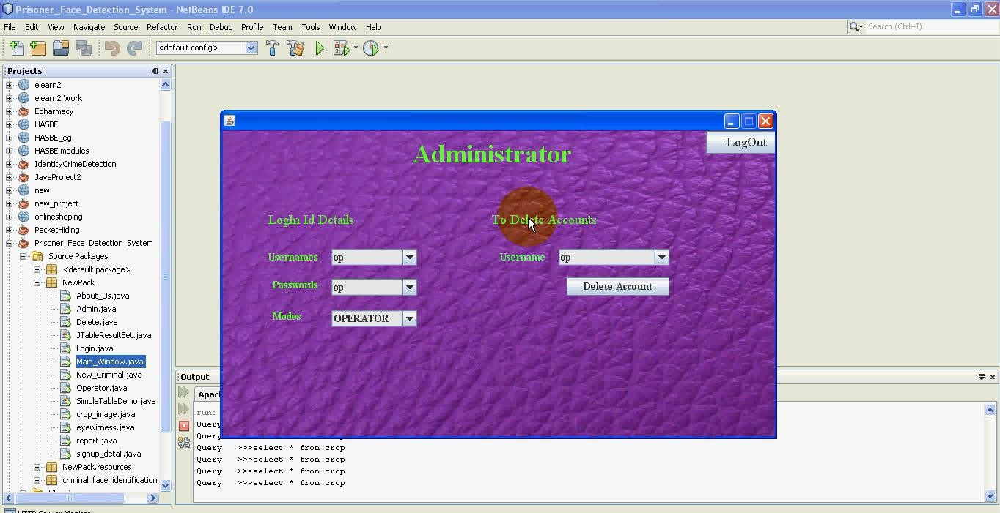 Prisoner_Face_Detection_System - NetBeans IDE 7.0
File Edit View Navigate Source Refactor Run Debug Profile Team Tools Window Help
Search (Ctrl+I)
<default config>
Projects
elearn2
elearn2 Work
Epharmacy
HASBE
HASBE_eg
HASBE modules
IdentityCrimeDetection
JavaProject2
new
new_project
onlineshoping
PacketHiding
Prisoner_Face_Detection_System
Source Packages
<default package>
NewPack
About_Us.java
Admin.java
Delete.java
JTableResultSet.java
Login.java
Main_Window.java
New_Criminal.java
Operator.java
SimpleTableDemo.java
crop_image.java
eyewitness.java
report.java
signup_detail.java
NewPack.resources
criminal_face_identification_
LogOut
Administrator
LogIn Id Details
To Delete Accounts
Usernames op
Username op
Passwords op
Delete Account
Modes OPERATOR
Output
Apac
run:
Query
Query
Query >>>select * from crop
Query >>>select * from crop
Query >>>select * from crop
Query >>>select * from crop
HTTP Server Monitor